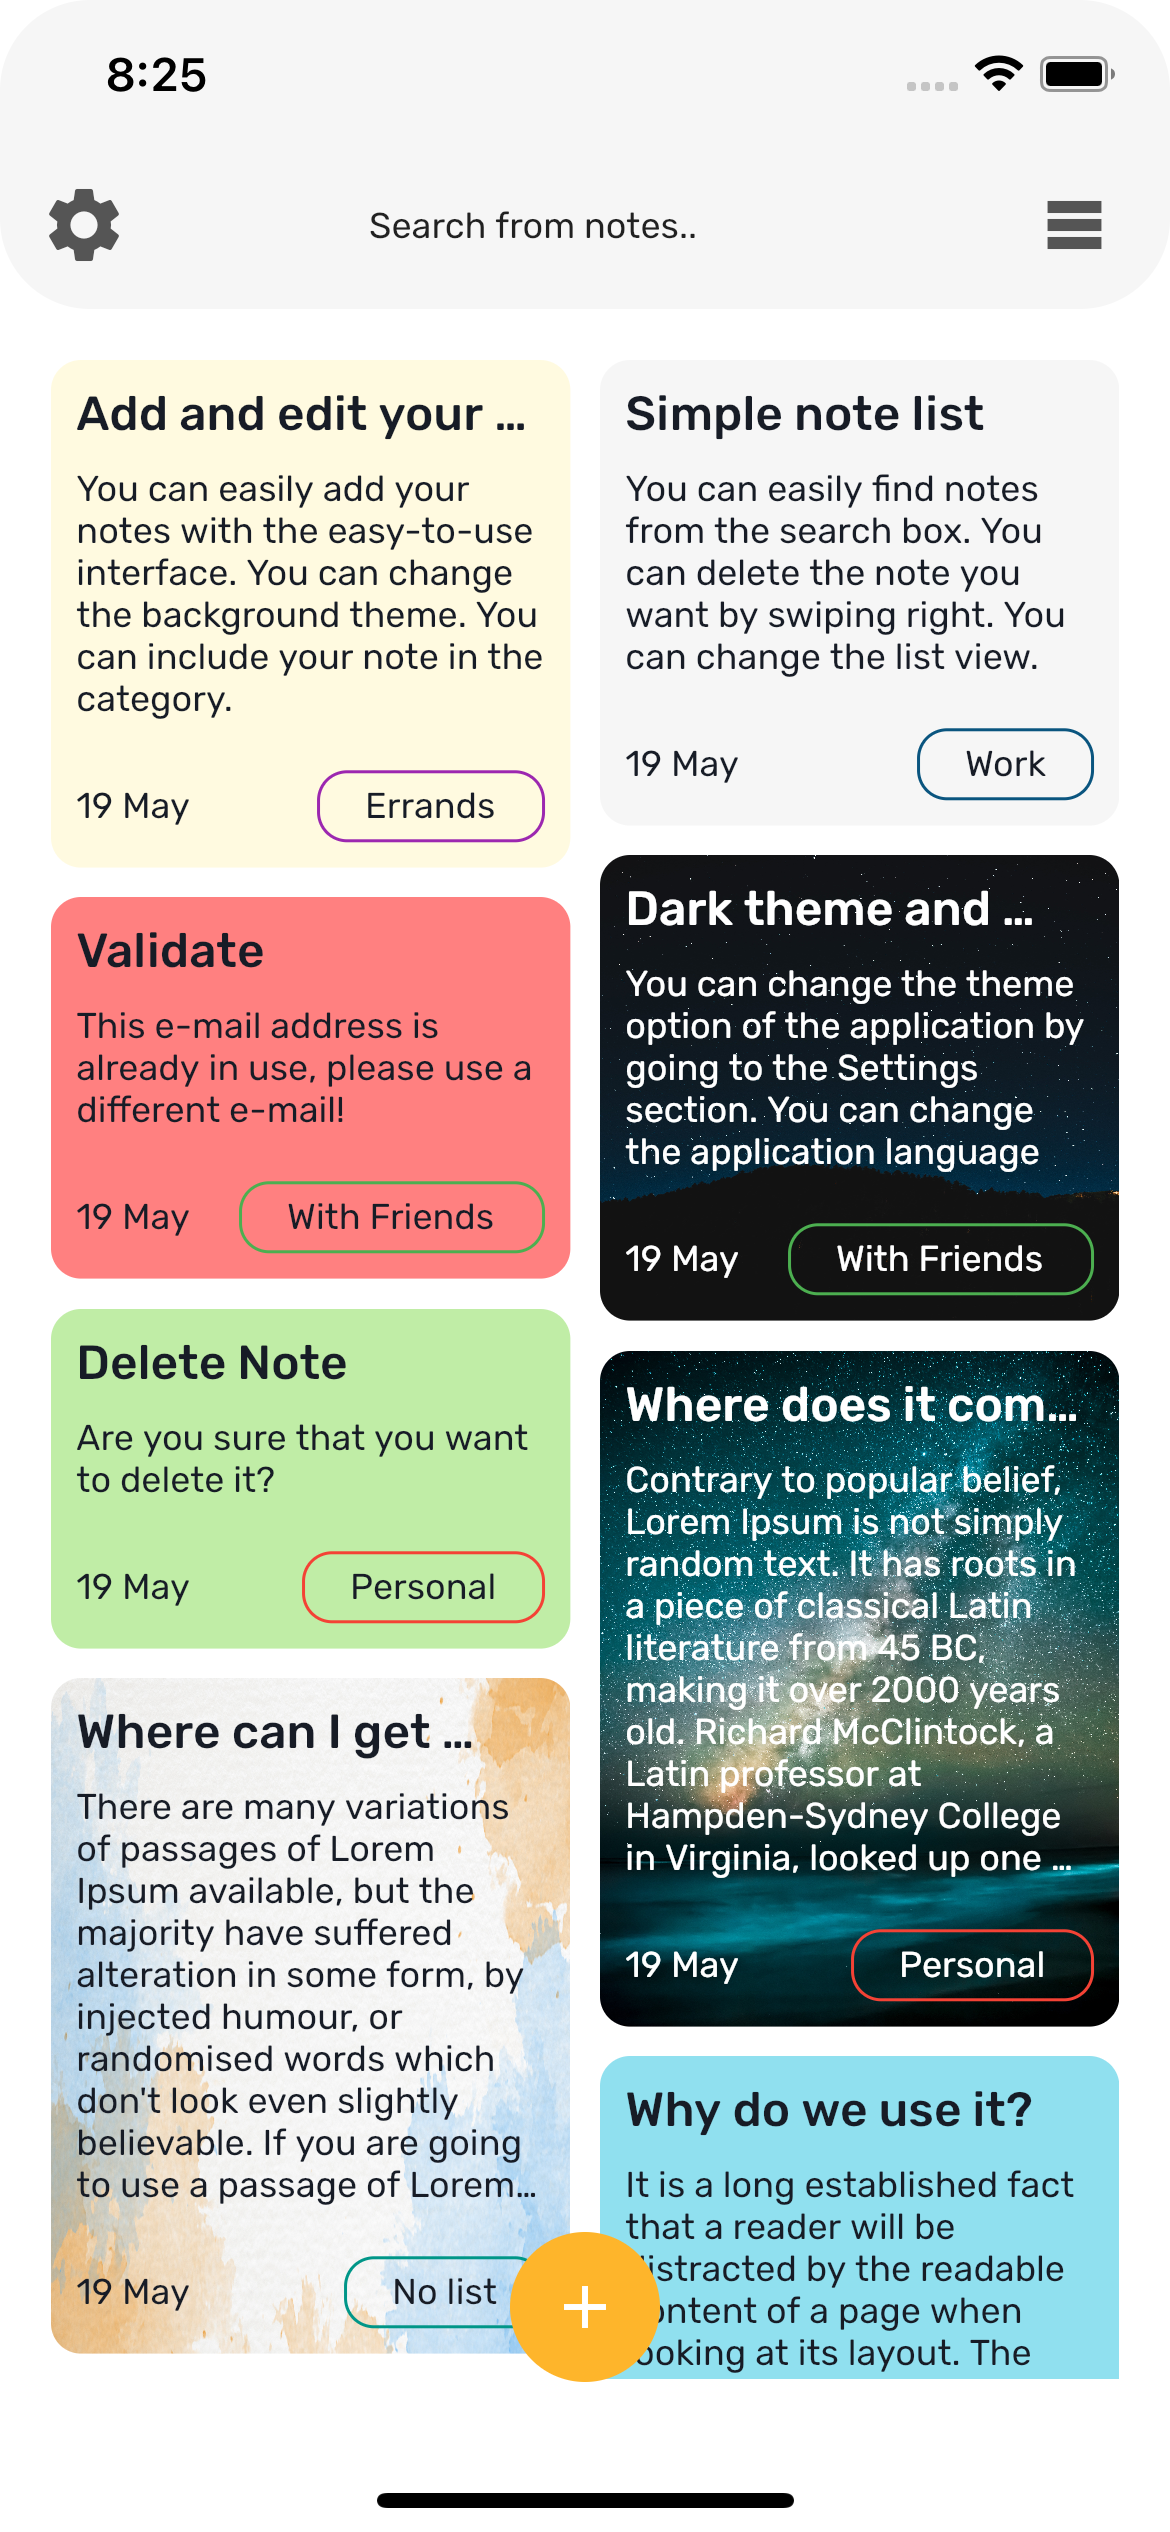 8:25
Search from notes..
Add and edit your ...
You can easily add your
notes with the easy-to-use
interface. You can change
the background theme. You
can include your note in the
category.
19 May
Errands
Validate
This e-mail address is
already in use, please use a
different e-mail!
19 May
With Friends
Delete Note
Are you sure that you want
to delete it?
19 May
Personal
Where can I get ...
There are many variations
of passages of Lorem
Ipsum available, but the
majority have suffered
alteration in some form, by
injected humour, or
randomised words which
don't look even slightly
believable. If you are going
to use a passage of Lorem...
19 May
No list
Simple note list
You can easily find notes
from the search box. You
can delete the note you
want by swiping right. You
can change the list view.
19 May
Work
Dark theme and ...
You can change the theme
option of the application by
going to the Settings
section. You can change
the application language
19 May
With Friends
Where does it com...
Contrary to popular belief,
Lorem Ipsum is not simply
random text. It has roots in
a piece of classical Latin
literature from 45 BC,
making it over 2000 years
old. Richard McClintock, a
Latin professor at
Hampden-Sydney College
in Virginia, looked up one ...
19 May
Personal
Why do we use it?
It is a long established fact
that a reader will be
istracted by the readable
ontent of a page when
ooking at its layout. The